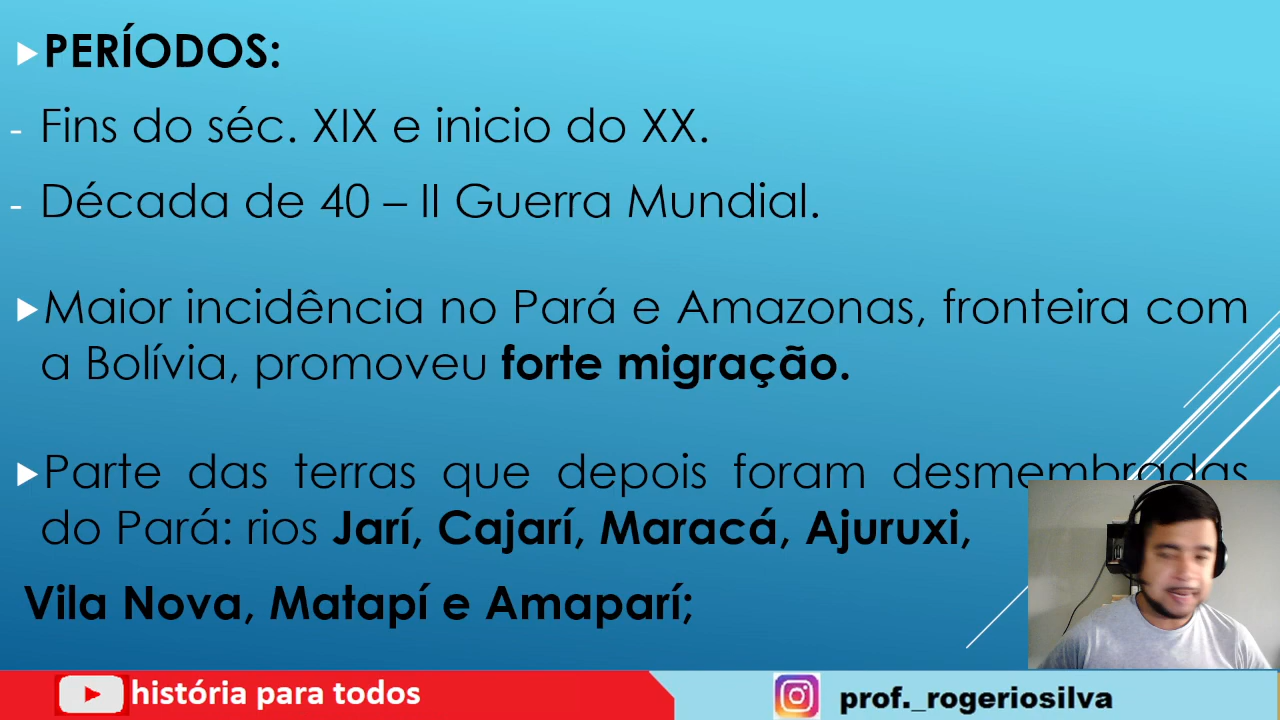 PERÍODOS:
- Fins do séc. XIX e inicio do XX.
- Década de 40 – II Guerra Mundial.
Maior incidência no Pará e Amazonas, fronteira com
a Bolívia, promoveu forte migração.
Parte das terras que depois foram desmembradas
do Pará: rios Jarí, Cajarí, Maracá, Ajuruxi,
Vila Nova, Matapí e Amaparí;
história para todos
prof._rogeriosilva